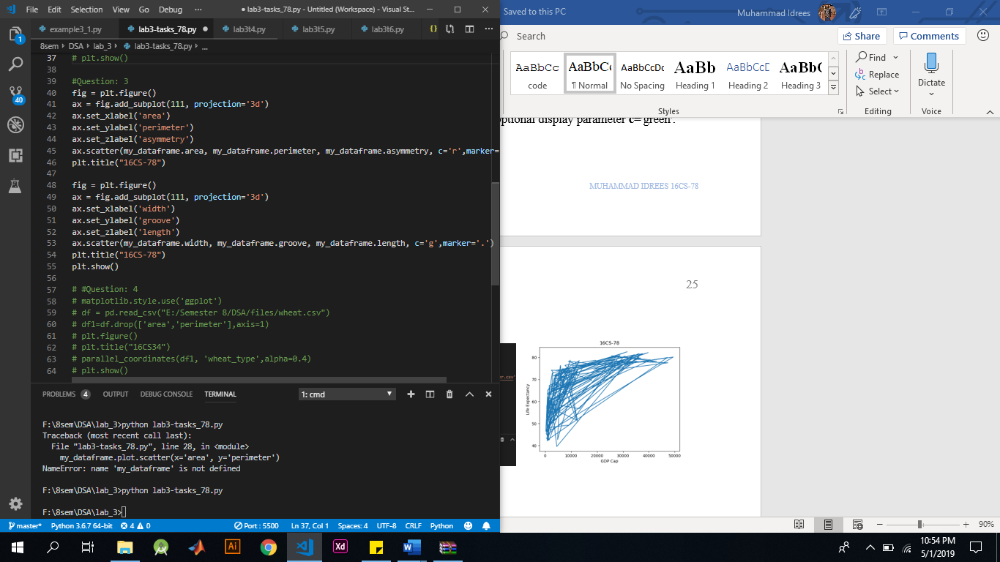 File Edit Selection View Go Debug ··· ● lab3-tasks_78.py - Untitled (Workspace) - Visual St...
example3_1.py lab3-tasks_78.py ● lab3t4.py lab3t5.py lab3t6.py {} ···
8sem › DSA › lab_3 › lab3-tasks_78.py › ...
37 # plt.show()
38
39 #Question: 3
40 fig = plt.figure()
41 ax = fig.add_subplot(111, projection='3d')
42 ax.set_xlabel('area')
43 ax.set_ylabel('perimeter')
44 ax.set_zlabel('asymmetry')
45 ax.scatter(my_dataframe.area, my_dataframe.perimeter, my_dataframe.asymmetry, c='r',marker=
46 plt.title("16CS-78")
47
48 fig = plt.figure()
49 ax = fig.add_subplot(111, projection='3d')
50 ax.set_xlabel('width')
51 ax.set_ylabel('groove')
52 ax.set_zlabel('length')
53 ax.scatter(my_dataframe.width, my_dataframe.groove, my_dataframe.length, c='g',marker='.')
54 plt.title("16CS-78")
55 plt.show()
56
57 # #Question: 4
58 # matplotlib.style.use('ggplot')
59 # df = pd.read_csv("E:/Semester 8/DSA/files/wheat.csv")
60 # df1=df.drop(['area','perimeter'],axis=1)
61 # plt.figure()
62 # plt.title("16CS34")
63 # parallel_coordinates(df1, 'wheat_type',alpha=0.4)
64 # plt.show()
1
40
PROBLEMS 4 OUTPUT DEBUG CONSOLE TERMINAL 1: cmd
F:\8sem\DSA\lab_3>python lab3-tasks_78.py
Traceback (most recent call last):
File "lab3-tasks_78.py", line 28, in <module>
my_dataframe.plot.scatter(x='area', y='perimeter')
NameError: name 'my_dataframe' is not defined
F:\8sem\DSA\lab_3>python lab3-tasks_78.py
F:\8sem\DSA\lab_3>
master* Python 3.6.7 64-bit 4 0 Port : 5500 Ln 37, Col 1 Spaces: 4 UTF-8 CRLF Python
Saved to this PC Muhammad Idrees
Search Share Comments
AaBbCc AaBbC AaBbCcDc AaBb AaBbCcD AaBbC
code ¶ Normal No Spacing Heading 1 Heading 2 Heading 3
Find
Replace
Select
Dictate
Styles Editing Voice
optional display parameter c='green'.
MUHAMMAD IDREES 16CS-78
25
16CS-78
80
70
60
50
40
Life Expectancy
0 10000 20000 30000 40000 50000
GDP Cap
90%
Ai Xd W
10:54 PM
5/1/2019